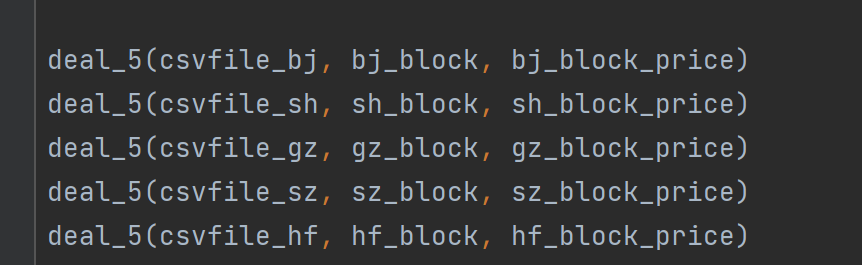 deal_5(csvfile_bj, bj_block, bj_block_price)
deal_5(csvfile_sh, sh_block, sh_block_price)
deal_5(csvfile_gz, gz_block, gz_block_price)
deal_5(csvfile_sz, sz_block, sz_block_price)
deal_5(csvfile_hf, hf_block, hf_block_price)